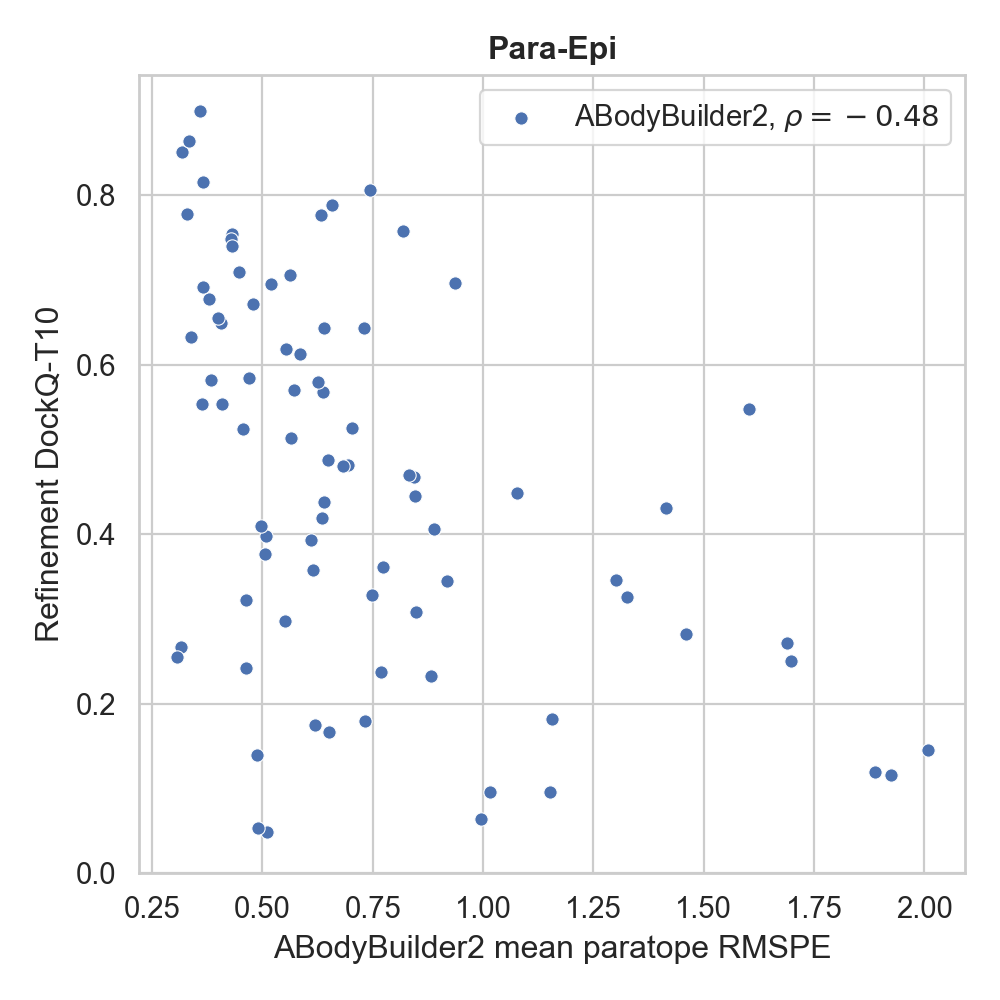 Para-Epi
ABodyBuilder2, ρ = − 0.48
Refinement DockQ-T10
0.8
0.6
0.4
0.2
0.0
0.25 0.50 0.75 1.00 1.25 1.50 1.75 2.00
ABodyBuilder2 mean paratope RMSPE